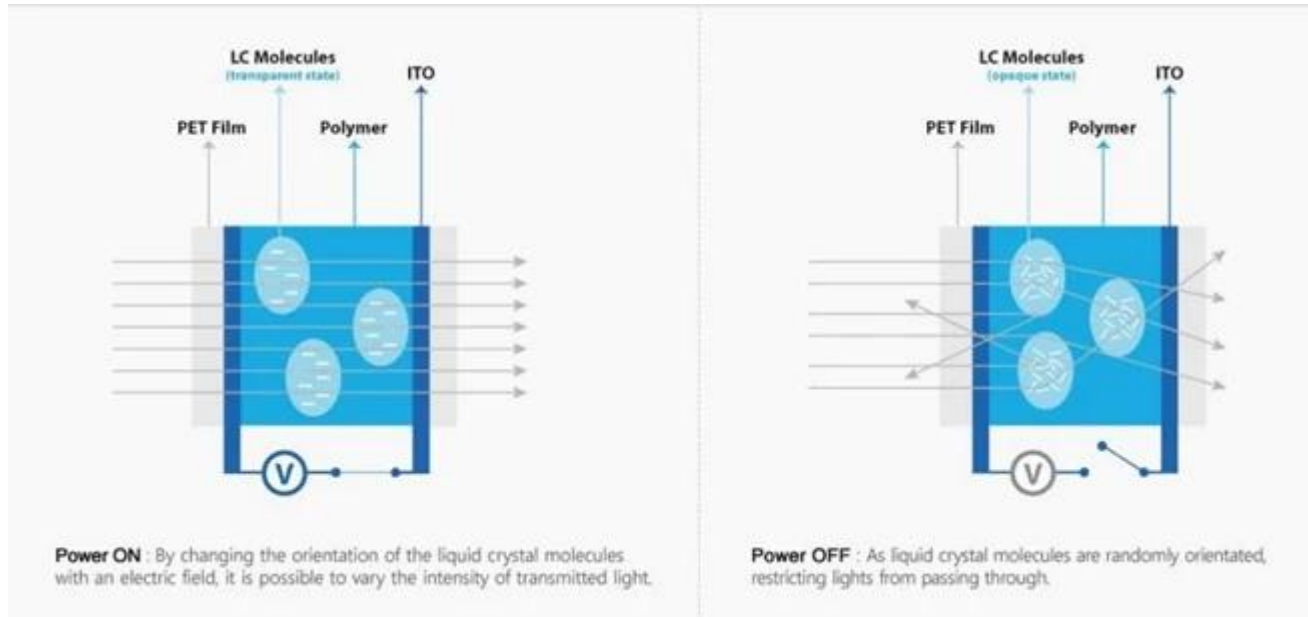 LC Molecules
(transparent state)
ITO
PET Film
Polymer
V
Power ON : By changing the orientation of the liquid crystal molecules
with an electric field, it is possible to vary the intensity of transmitted light.
LC Molecules
(opaque state)
ITO
PET Film
Polymer
V
Power OFF : As liquid crystal molecules are randomly orientated,
restricting lights from passing through.